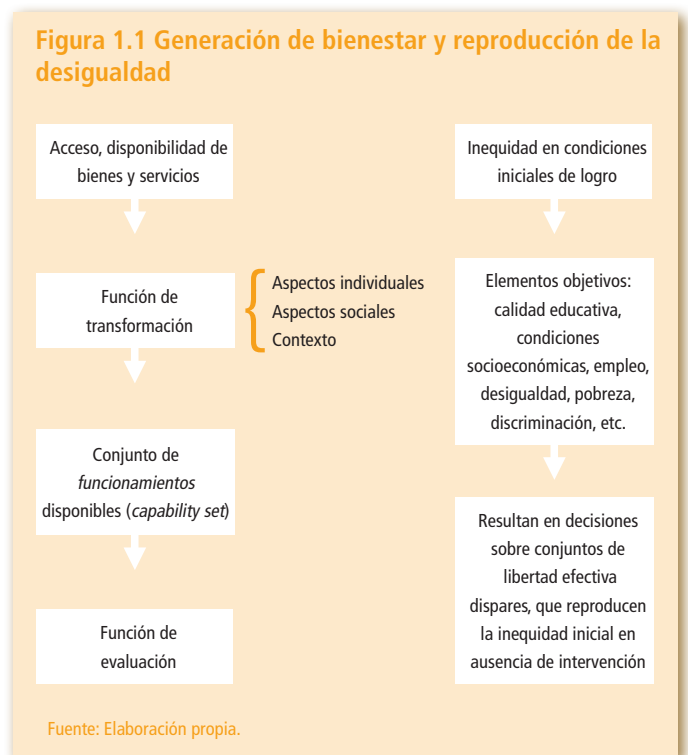 Figura 1.1 Generación de bienestar y reproducción de la
desigualdad
Acceso, disponibilidad de
bienes y servicios
Función de
transformación
Aspectos individuales
Aspectos sociales
Contexto
Conjunto de
funcionamientos
disponibles (capability set)
Función de
evaluación
Inequidad en condiciones
iniciales de logro
Elementos objetivos:
calidad educativa,
condiciones
socioeconómicas, empleo,
desigualdad, pobreza,
discriminación, etc.
Resultan en decisiones
sobre conjuntos de
libertad efectiva
dispares, que reproducen
la inequidad inicial en
ausencia de intervención
Fuente: Elaboración propia.